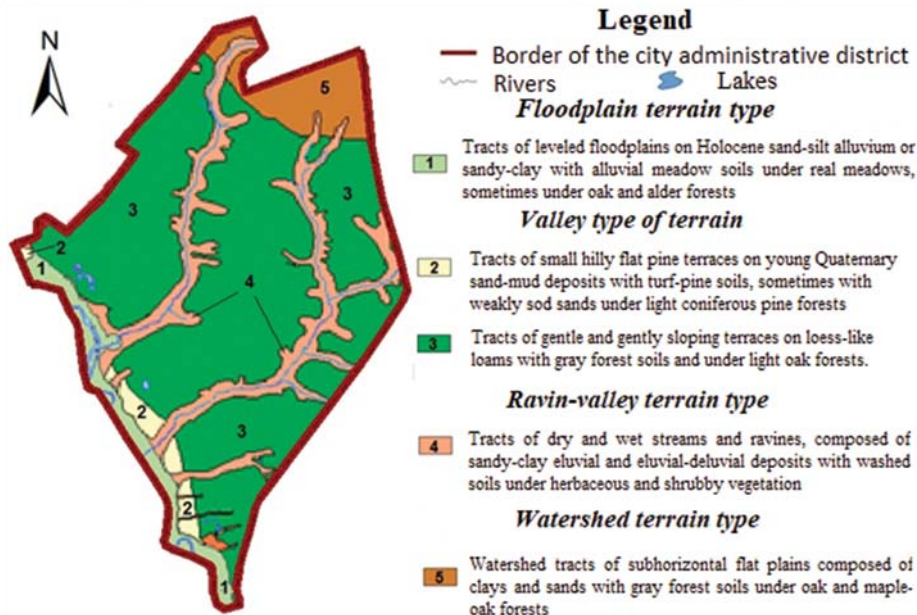 N
Legend
Border of the city administrative district
Rivers
Lakes
Floodplain terrain type
1
Tracts of leveled floodplains on Holocene sand-silt alluvium or
sandy-clay with alluvial meadow soils under real meadows,
sometimes under oak and alder forests
Valley type of terrain
2
Tracts of small hilly flat pine terraces on young Quaternary
sand-mud deposits with turf-pine soils, sometimes with
weakly sod sands under light coniferous pine forests
3
Tracts of gentle and gently sloping terraces on loess-like
loams with gray forest soils and under light oak forests.
Ravin-valley terrain type
4
Tracts of dry and wet streams and ravines, composed of
sandy-clay eluvial and eluvial-deluvial deposits with washed
soils under herbaceous and shrubby vegetation
Watershed terrain type
5
Watershed tracts of subhorizontal flat plains composed of
clays and sands with gray forest soils under oak and maple-
oak forests
5
3
3
2
1
4
2
3
2
1